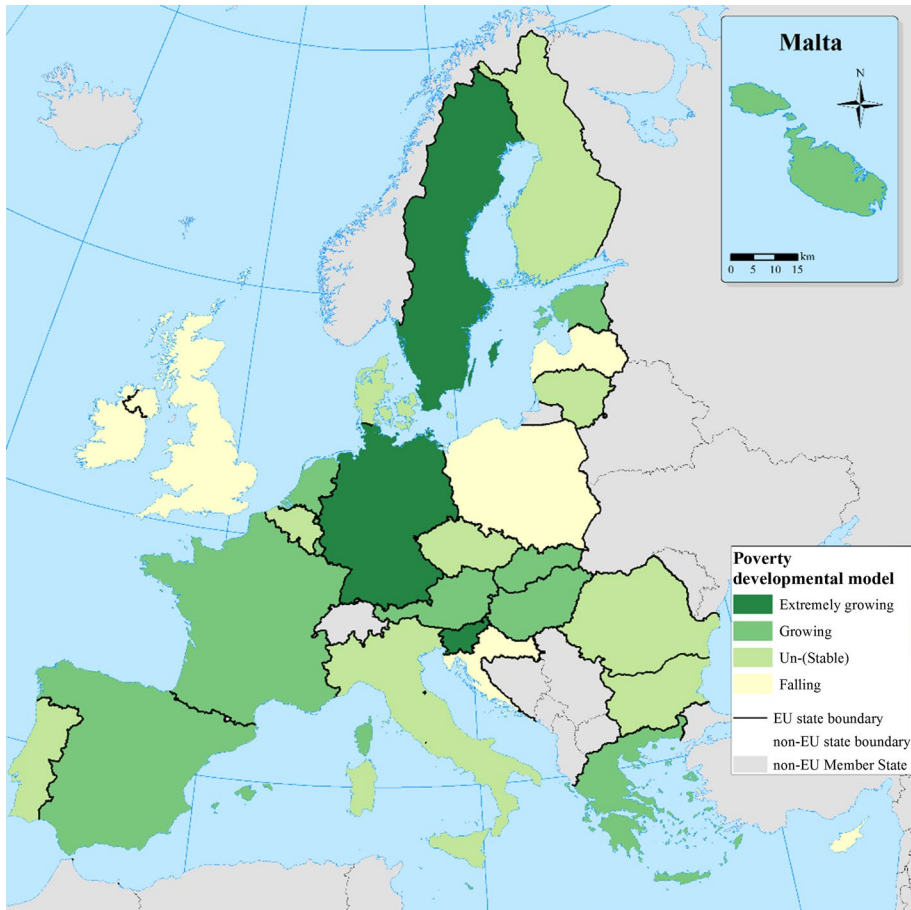 Malta
N
km
0 5 10 15
Poverty
developmental model
Extremely growing
Growing
Un-(Stable)
Falling
EU state boundary
non-EU state boundary
non-EU Member State